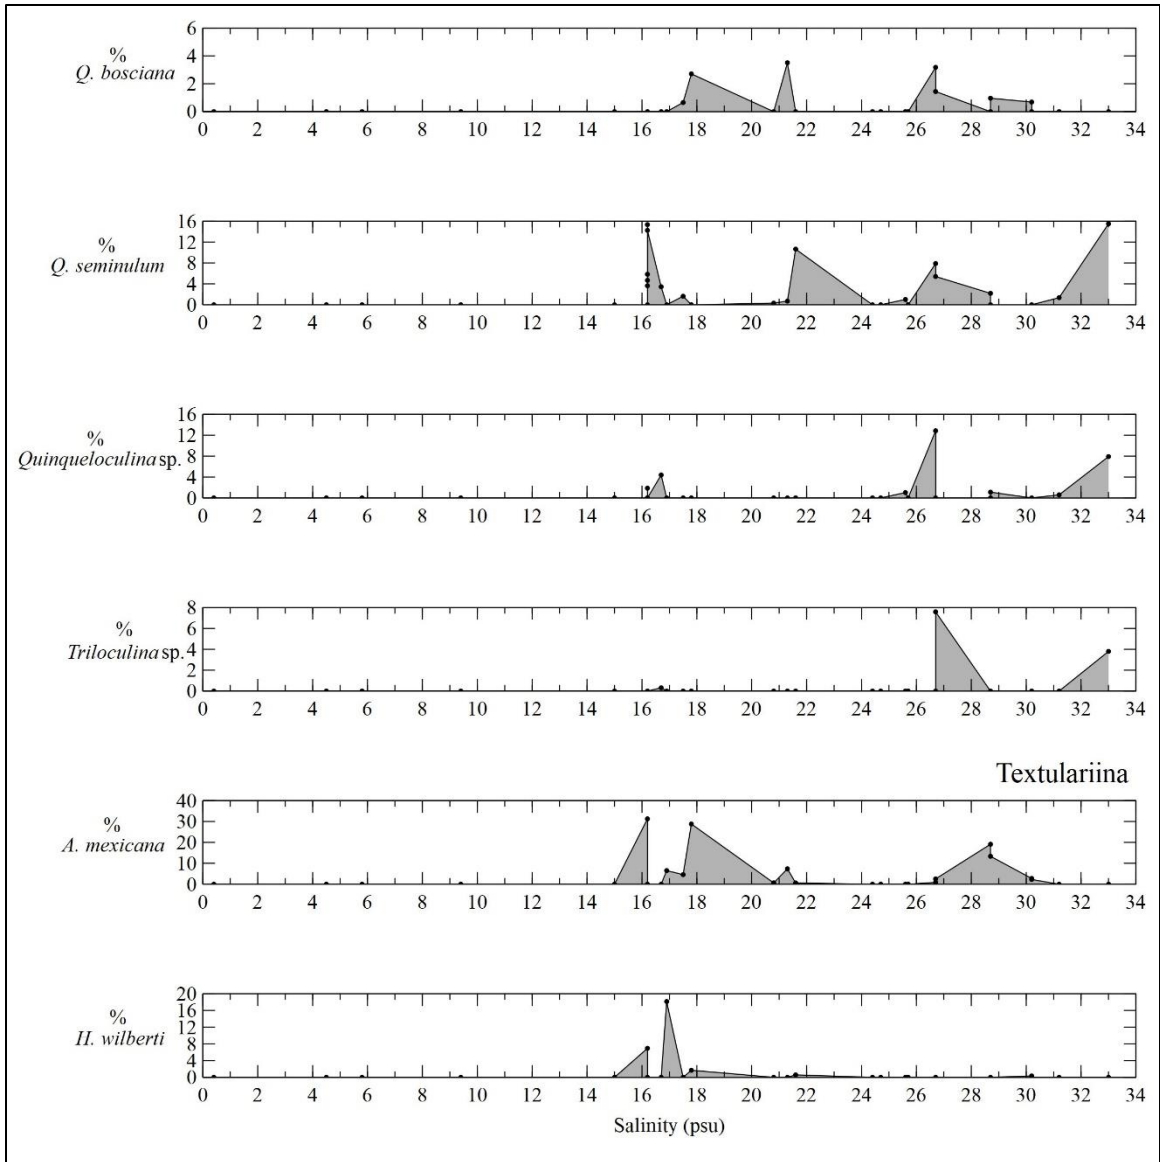 6
4
2
0
%
Q. bosciana
0 2 4 6 8 10 12 14 16 18 20 22 24 26 28 30 32 34
16
12
8
4
0
%
Q. seminulum
0 2 4 6 8 10 12 14 16 18 20 22 24 26 28 30 32 34
16
12
8
4
0
%
Quinqueloculina sp.
0 2 4 6 8 10 12 14 16 18 20 22 24 26 28 30 32 34
8
6
4
2
0
%
Triloculina sp.
0 2 4 6 8 10 12 14 16 18 20 22 24 26 28 30 32 34
Textulariina
40
30
20
10
0
%
A. mexicana
0 2 4 6 8 10 12 14 16 18 20 22 24 26 28 30 32 34
20
16
12
8
4
0
%
H. wilberti
0 2 4 6 8 10 12 14 16 18 20 22 24 26 28 30 32 34
Salinity (psu)